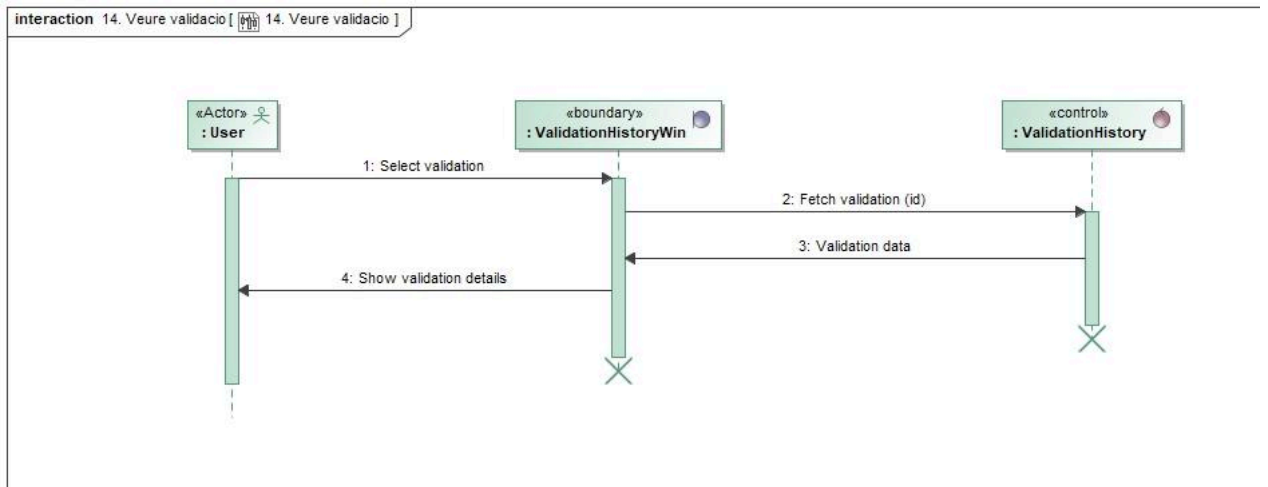 interaction 14. Veure validacio [ 14. Veure validacio ]
«Actor»
: User
«boundary»
: ValidationHistoryWin
«control»
: ValidationHistory
1: Select validation
2: Fetch validation (id)
3: Validation data
4: Show validation details